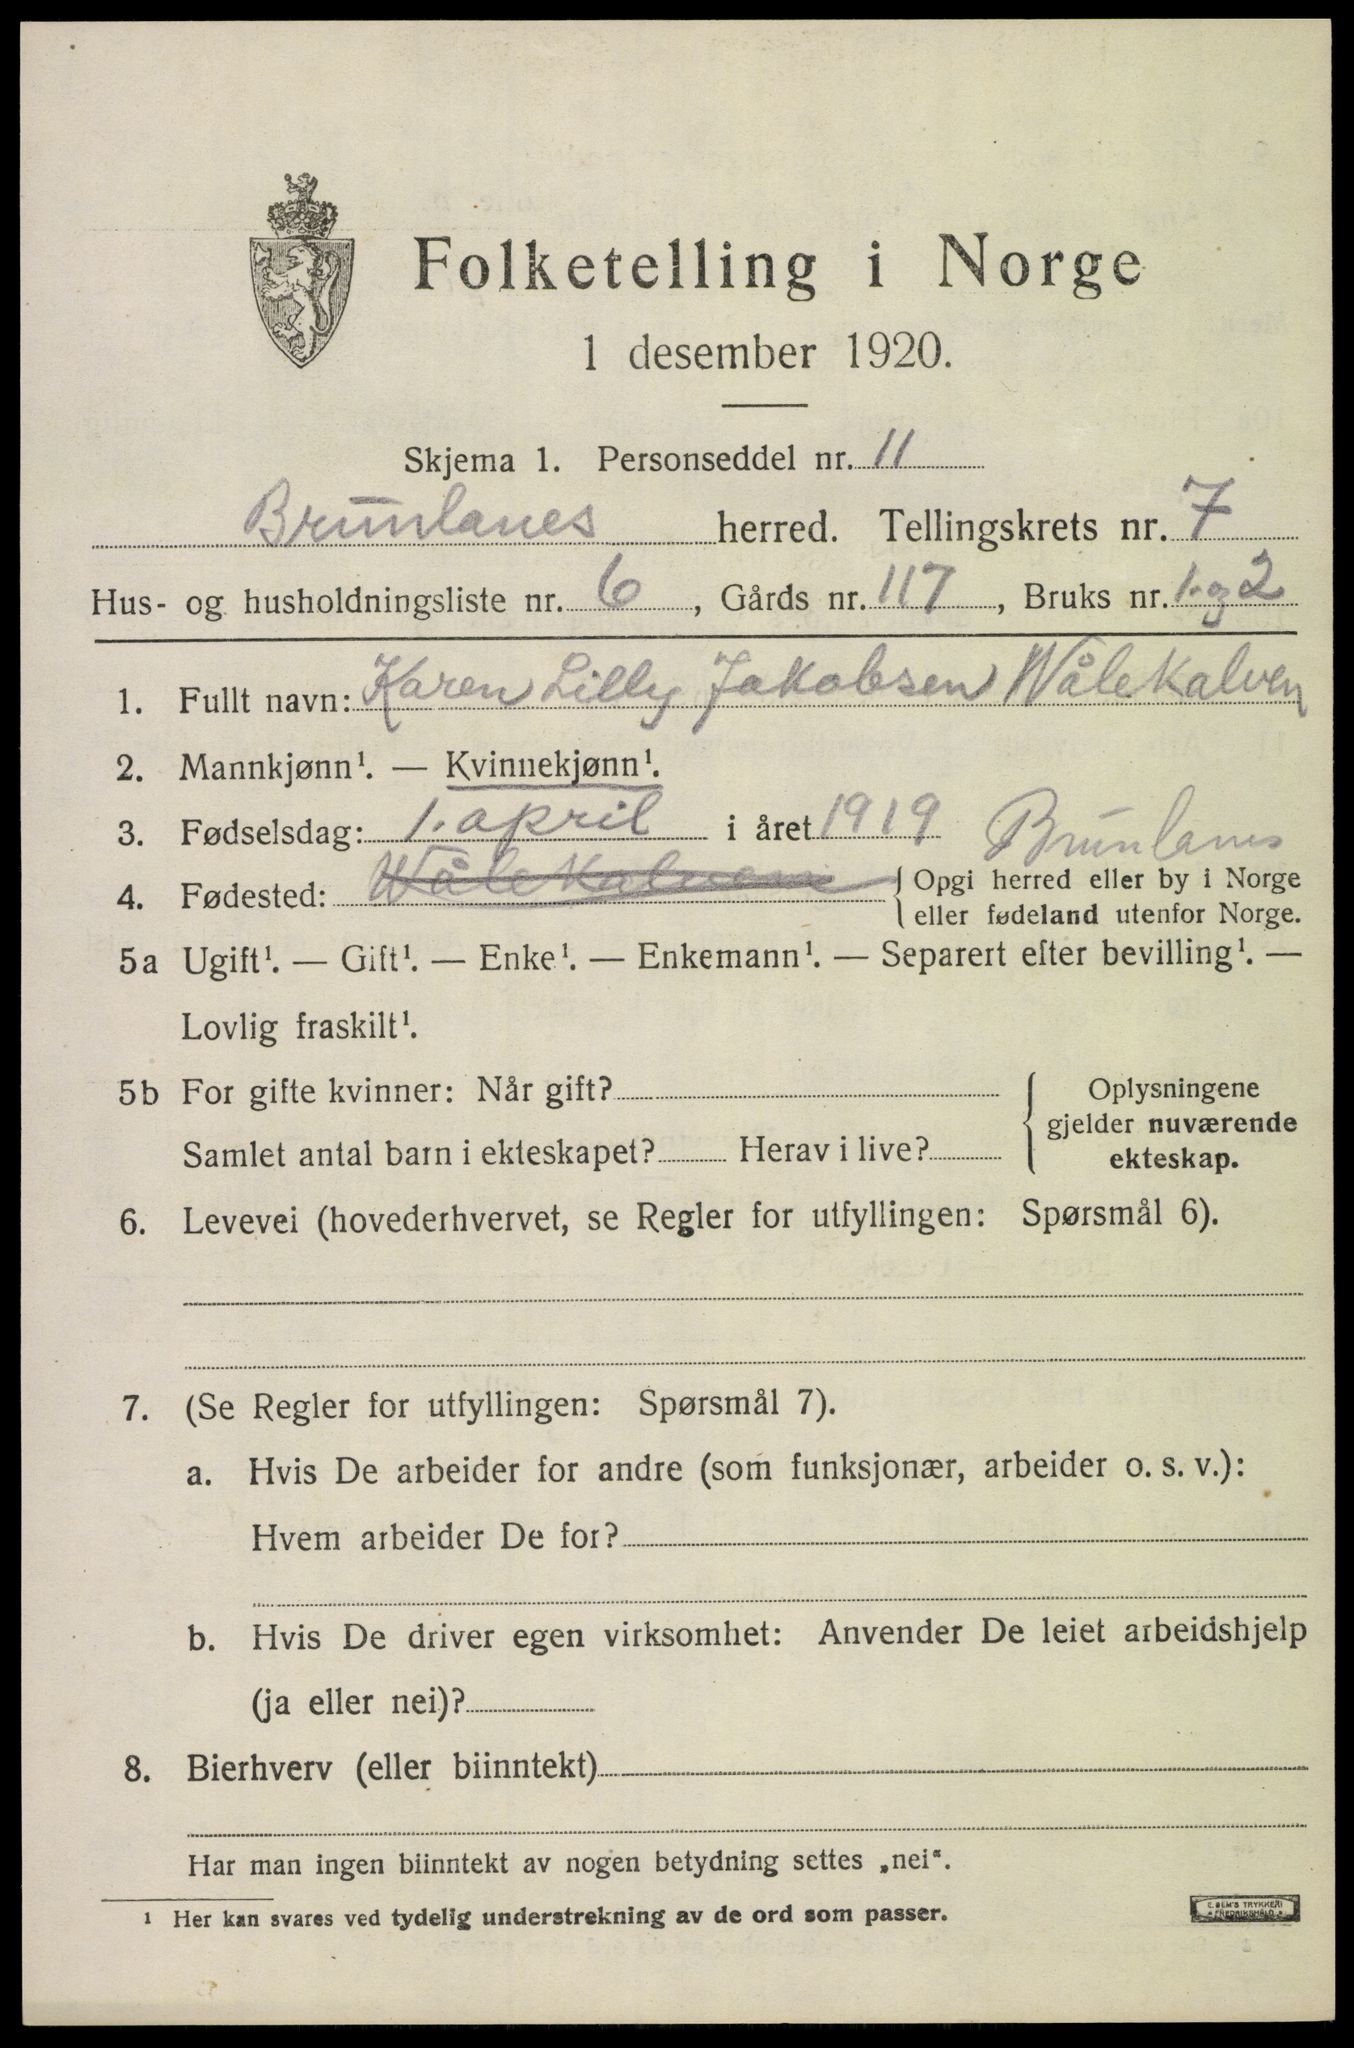 Folketelling i Norge
1 desember 1920.
Skjema 1. Personseddel nr. 11
Brunlanes herred. Tellingskrets nr. 7
Hus- og husholdningsliste nr. 6, Gårds nr. 117, Bruks nr. 1. og 2
1. Fullt navn: Karen Lilly Jakobsen Wålekalven
2. Mannkjønn¹. — Kvinnekjønn¹.
3. Fødselsdag: 1. april i året 1919 Brunlanes
4. Fødested: Wålekalven { Opgi herred eller by i Norge
eller fødeland utenfor Norge.
5a Ugift¹. — Gift¹. — Enke¹. — Enkemann¹. — Separert efter bevilling¹. —
Lovlig fraskilt¹.
5b For gifte kvinner: Når gift?
Samlet antal barn i ekteskapet? Herav i live?
Oplysningene
gjelder nuværende
ekteskap.
6. Levevei (hovederhvervet, se Regler for utfyllingen: Spørsmål 6).
7. (Se Regler for utfyllingen: Spørsmål 7).
a. Hvis De arbeider for andre (som funksjonær, arbeider o. s. v.):
Hvem arbeider De for?
b. Hvis De driver egen virksomhet: Anvender De leiet arbeidshjelp
(ja eller nei)?
8. Bierhverv (eller biinntekt)
Har man ingen biinntekt av nogen betydning settes „nei“.
¹ Her kan svares ved tydelig understrekning av de ord som passer.
TRYKKERI
FREDRIKSHALD